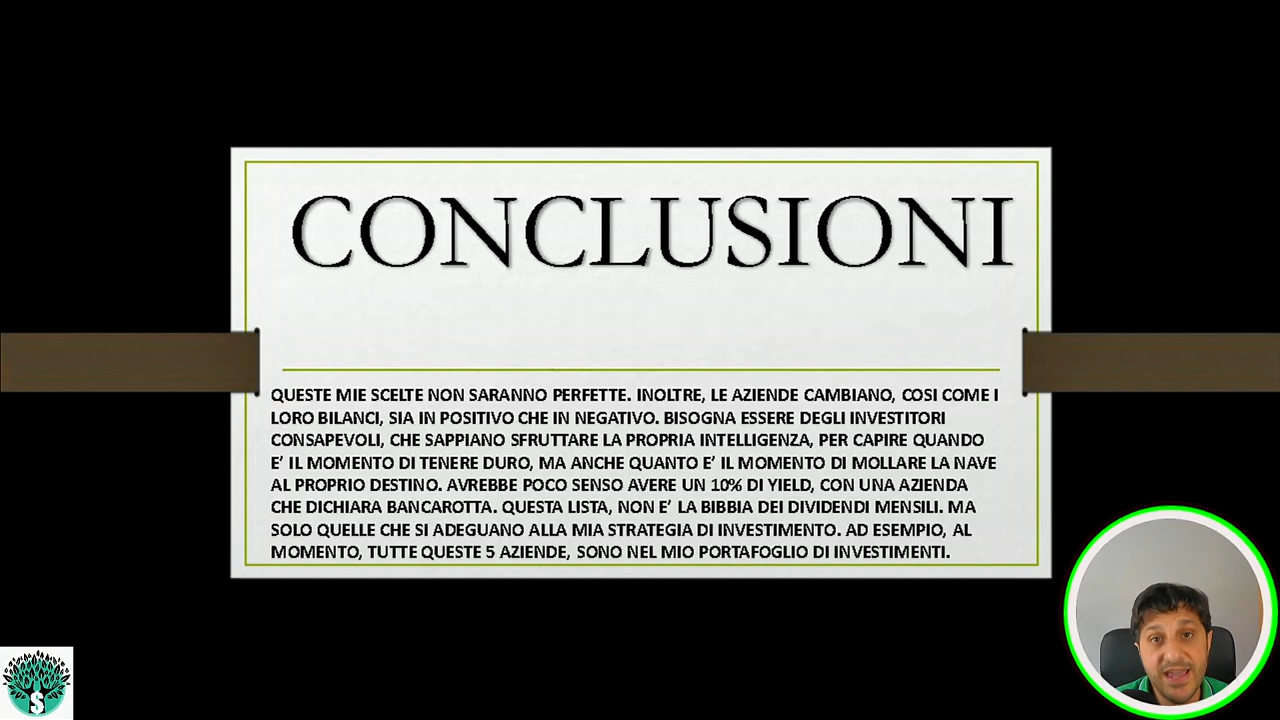 CONCLUSIONI
QUESTE MIE SCELTE NON SARANNO PERFETTE. INOLTRE, LE AZIENDE CAMBIANO, COSI COME I
LORO BILANCI, SIA IN POSITIVO CHE IN NEGATIVO. BISOGNA ESSERE DEGLI INVESTITORI
CONSAPEVOLI, CHE SAPPIANO SFRUTTARE LA PROPRIA INTELLIGENZA, PER CAPIRE QUANDO
E' IL MOMENTO DI TENERE DURO, MA ANCHE QUANTO E' IL MOMENTO DI MOLLARE LA NAVE
AL PROPRIO DESTINO. AVREBBE POCO SENSO AVERE UN 10% DI YIELD, CON UNA AZIENDA
CHE DICHIARA BANCAROTTA. QUESTA LISTA, NON E' LA BIBBIA DEI DIVIDENDI MENSILI. MA
SOLO QUELLE CHE SI ADEGUANO ALLA MIA STRATEGIA DI INVESTIMENTO. AD ESEMPIO, AL
MOMENTO, TUTTE QUESTE 5 AZIENDE, SONO NEL MIO PORTAFOGLIO DI INVESTIMENTI.
$